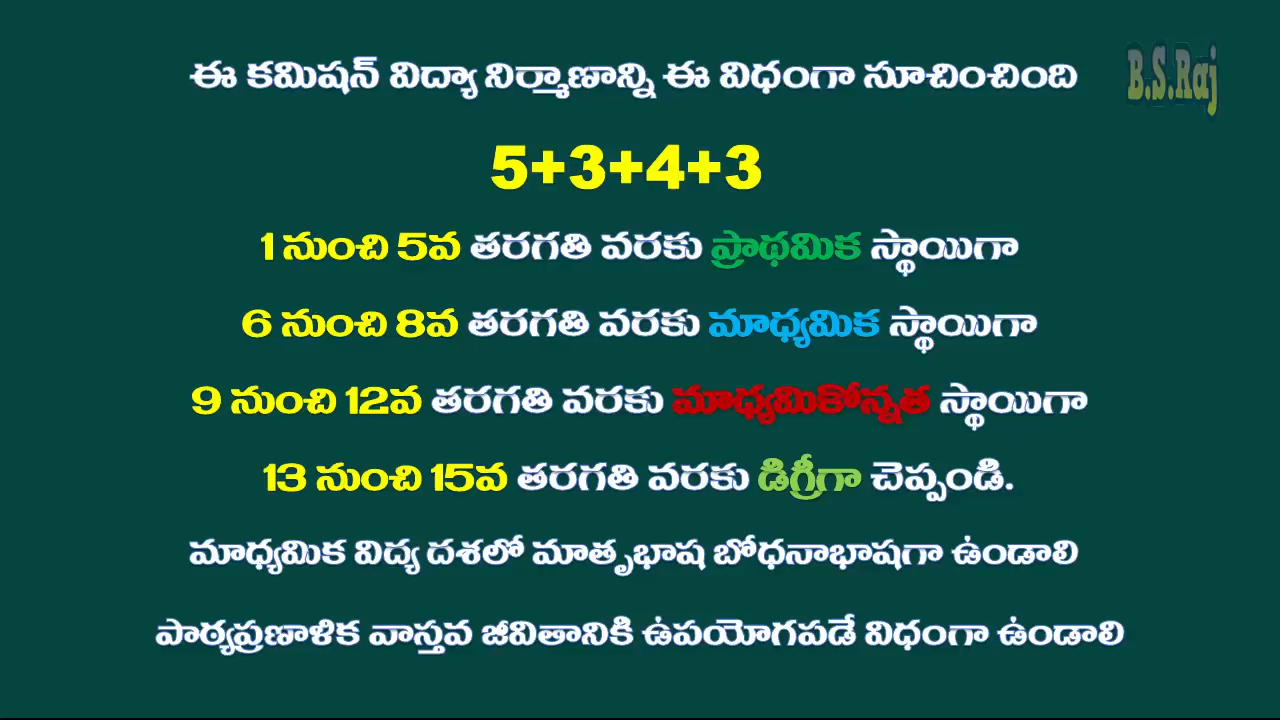 ఈ కమిషన్ విద్యా నిర్మాణాన్ని ఈ విధంగా సూచించింది
B.S.Raj
5+3+4+3
1 నుంచి 5వ తరగతి వరకు ప్రాథమిక స్థాయిగా
6 నుంచి 8వ తరగతి వరకు మాధ్యమిక స్థాయిగా
9 నుంచి 12వ తరగతి వరకు మాధ్యమికోన్నత స్థాయిగా
13 నుంచి 15వ తరగతి వరకు డిగ్రీగా చెప్పండి.
మాధ్యమిక విద్య దశలో మాతృభాష బోధనాభాషగా ఉండాలి
పాఠ్యప్రణాళిక వాస్తవ జీవితానికి ఉపయోగపడే విధంగా ఉండాలి